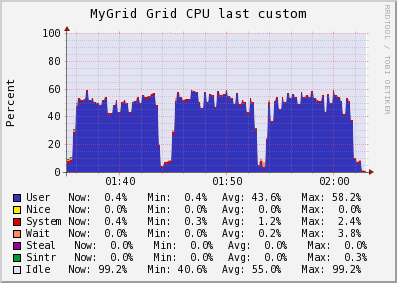 MyGrid Grid CPU last custom
RRDTOOL / TOBI OETIKER
Percent
100
80
60
40
20
0
01:40 01:50 02:00
User Now: 0.4% Min: 0.4% Avg: 43.6% Max: 58.2%
Nice Now: 0.0% Min: 0.0% Avg: 0.0% Max: 0.0%
System Now: 0.4% Min: 0.3% Avg: 1.2% Max: 2.4%
Wait Now: 0.0% Min: 0.0% Avg: 0.2% Max: 3.8%
Steal Now: 0.0% Min: 0.0% Avg: 0.0% Max: 0.0%
Sintr Now: 0.0% Min: 0.0% Avg: 0.0% Max: 0.3%
Idle Now: 99.2% Min: 40.6% Avg: 55.0% Max: 99.2%